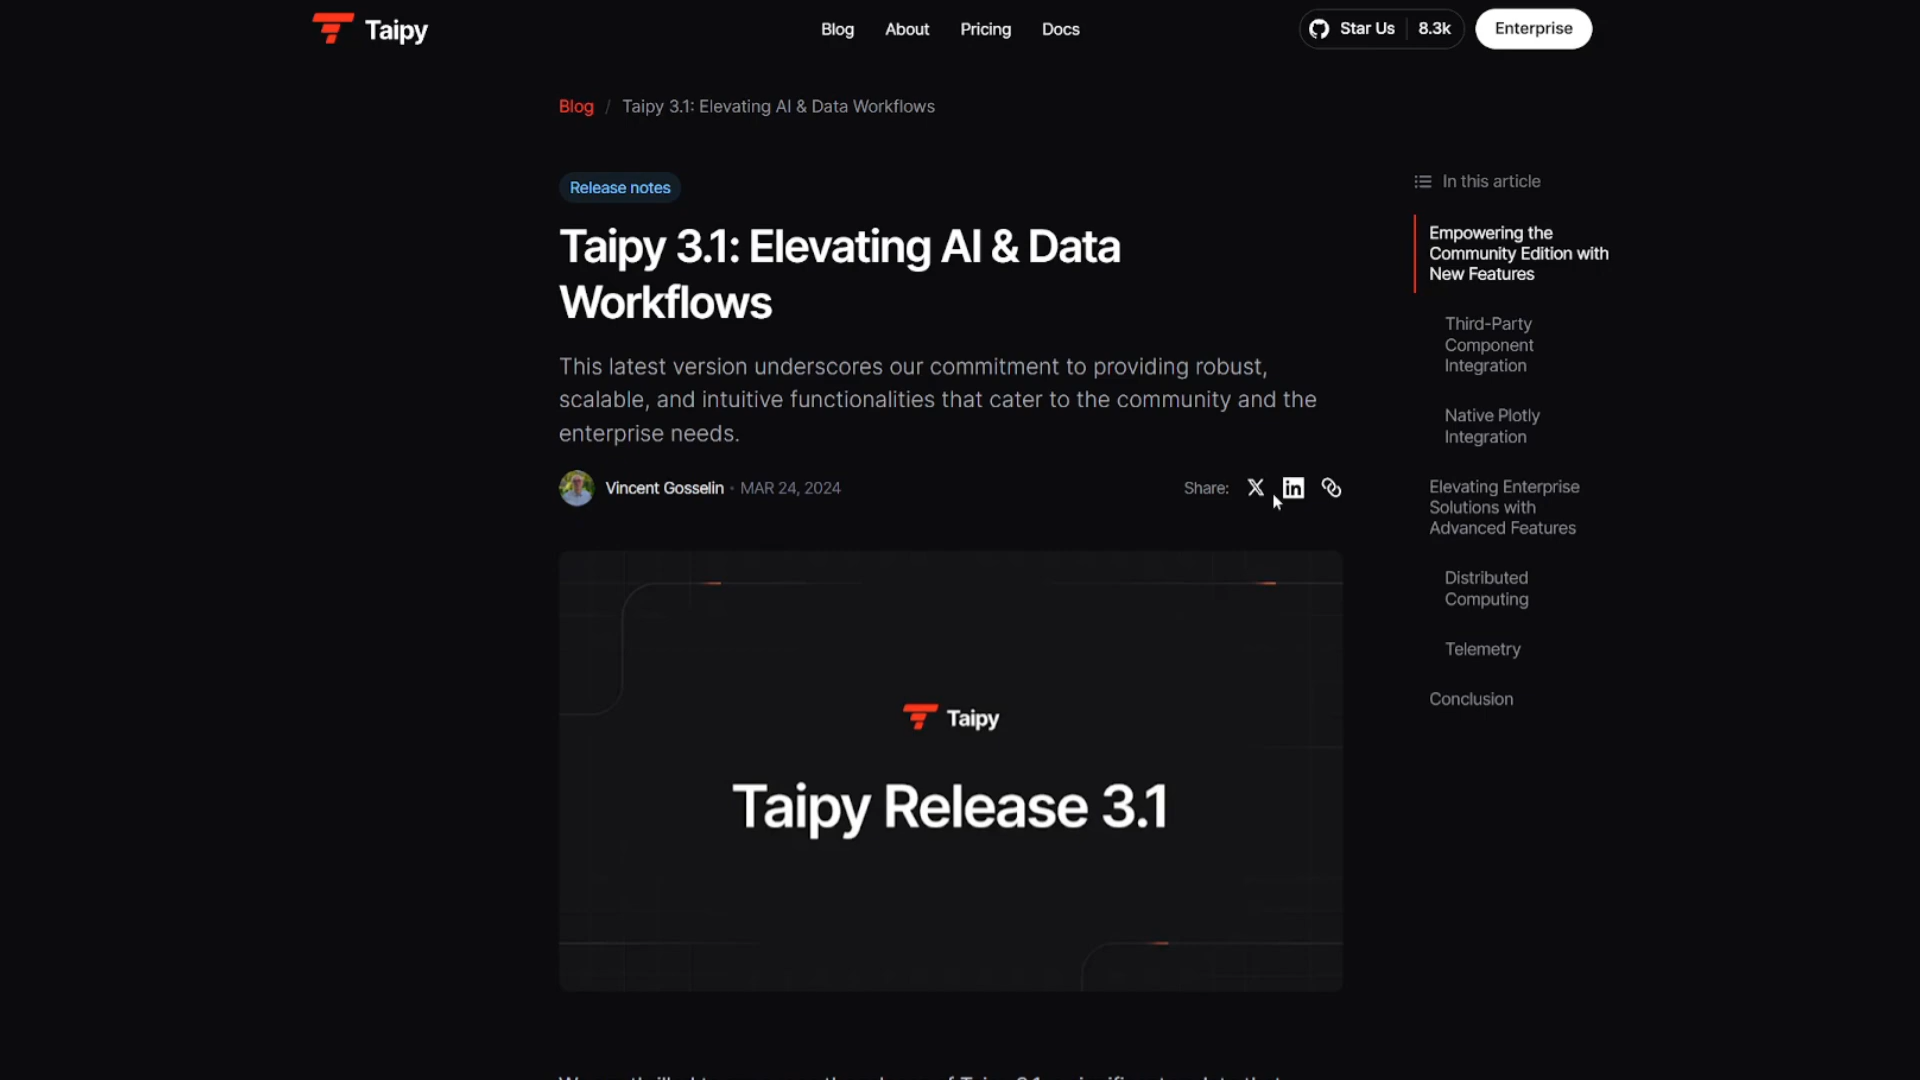 Taipy
Blog
About
Pricing
Docs
Star Us
8.3k
Enterprise
Blog / Taipy 3.1: Elevating AI & Data Workflows
Release notes
Taipy 3.1: Elevating AI & Data
Workflows
This latest version underscores our commitment to providing robust,
scalable, and intuitive functionalities that cater to the community and the
enterprise needs.
Vincent Gosselin • MAR 24, 2024
Share:
Taipy
Taipy Release 3.1
In this article
Empowering the
Community Edition with
New Features
Third-Party
Component
Integration
Native Plotly
Integration
Elevating Enterprise
Solutions with
Advanced Features
Distributed
Computing
Telemetry
Conclusion